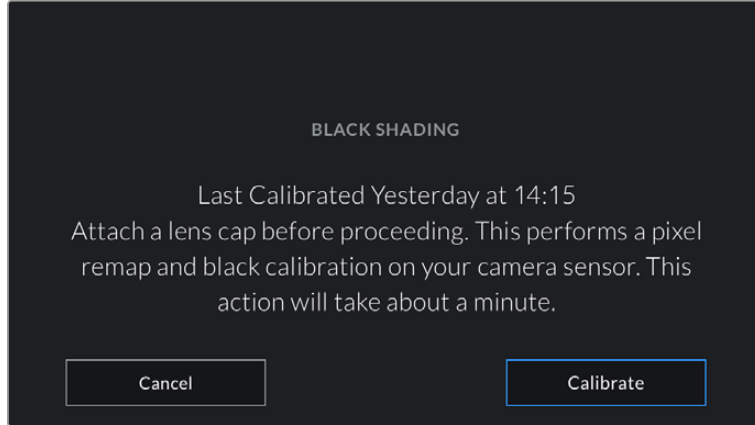 BLACK SHADING
Last Calibrated Yesterday at 14:15
Attach a lens cap before proceeding. This performs a pixel
remap and black calibration on your camera sensor. This
action will take about a minute.
Cancel
Calibrate